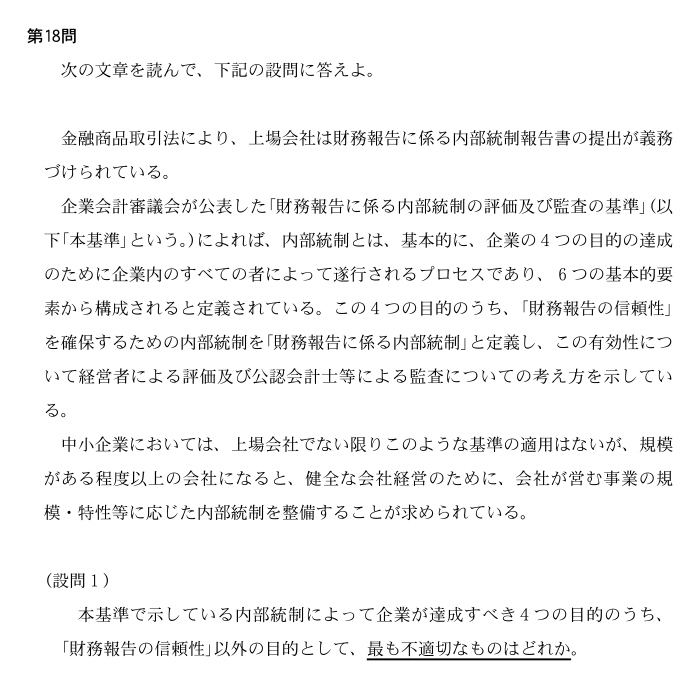 第18問
次の文章を読んで、下記の設問に答えよ。
金融商品取引法により、上場会社は財務報告に係る内部統制報告書の提出が義務
づけられている。
企業会計審議会が公表した「財務報告に係る内部統制の評価及び監査の基準」(以
下「本基準」という。)によれば、内部統制とは、基本的に、企業の4つの目的の達成
のために企業内のすべての者によって遂行されるプロセスであり、6つの基本的要
素から構成されると定義されている。この4つの目的のうち、「財務報告の信頼性」
を確保するための内部統制を「財務報告に係る内部統制」と定義し、この有効性につ
いて経営者による評価及び公認会計士等による監査についての考え方を示してい
る。
中小企業においては、上場会社でない限りこのような基準の適用はないが、規模
がある程度以上の会社になると、健全な会社経営のために、会社が営む事業の規
模・特性等に応じた内部統制を整備することが求められている。
(設問1)
本基準で示している内部統制によって企業が達成すべき4つの目的のうち、
「財務報告の信頼性」以外の目的として、最も不適切なものはどれか。